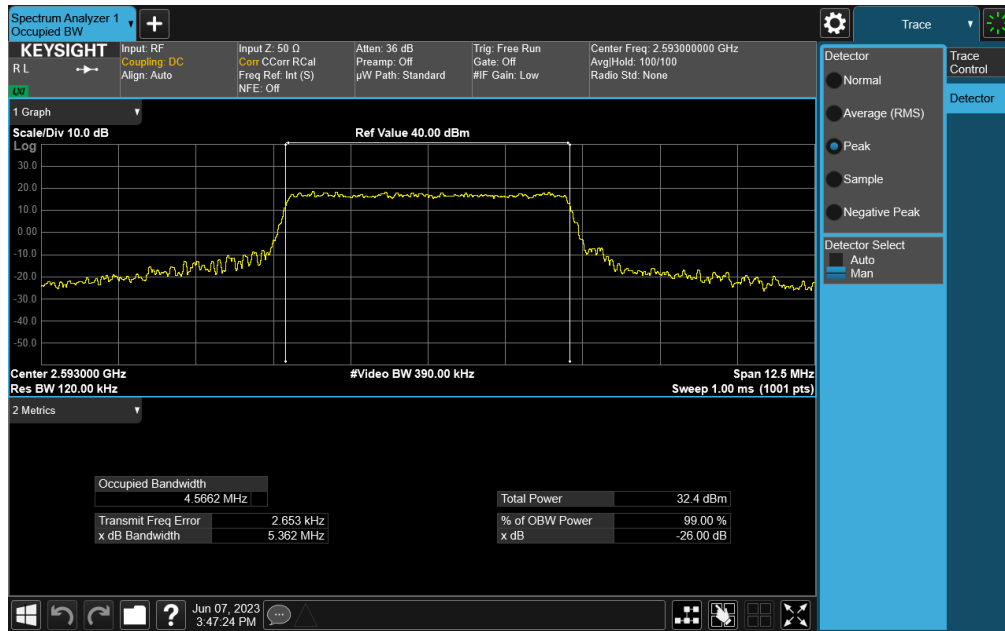 Spectrum Analyzer 1
Occupied BW
Trace
KEYSIGHT
R L
LXI
Input: RF
Coupling: DC
Align: Auto
Input Z: 50 Ω
Corr CCorr RCal
Freq Ref: Int (S)
NFE: Off
Atten: 36 dB
Preamp: Off
µW Path: Standard
Trig: Free Run
Gate: Off
#IF Gain: Low
Center Freq: 2.593000000 GHz
Avg|Hold: 100/100
Radio Std: None
1 Graph
Scale/Div 10.0 dB
Ref Value 40.00 dBm
Log
30.0
20.0
10.0
0.00
-10.0
-20.0
-30.0
-40.0
-50.0
Center 2.593000 GHz
#Video BW 390.00 kHz
Span 12.5 MHz
Res BW 120.00 kHz
Sweep 1.00 ms (1001 pts)
2 Metrics
Occupied Bandwidth
4.5662 MHz
Transmit Freq Error 2.653 kHz
x dB Bandwidth 5.362 MHz
Total Power 32.4 dBm
% of OBW Power 99.00 %
x dB -26.00 dB
Detector
Normal
Average (RMS)
Peak
Sample
Negative Peak
Detector Select
Auto
Man
Trace
Control
Detector
?
Jun 07, 2023
3:47:24 PM